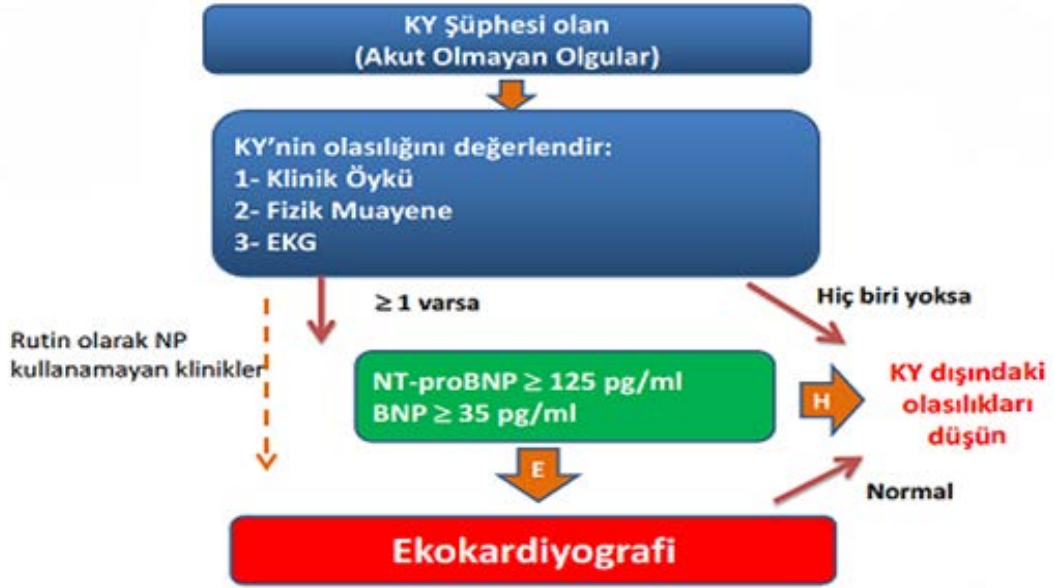 KY Şüphesi olan
(Akut Olmayan Olgular)
KY'nin olasılığını değerlendir:
1- Klinik Öykü
2- Fizik Muayene
3- EKG
≥ 1 varsa
Hiç biri yoksa
Rutin olarak NP
kullanamayan klinikler
NT-proBNP ≥ 125 pg/ml
BNP ≥ 35 pg/ml
H
KY dışındaki
olasılıkları
düşün
E
Normal
Ekokardiyografi